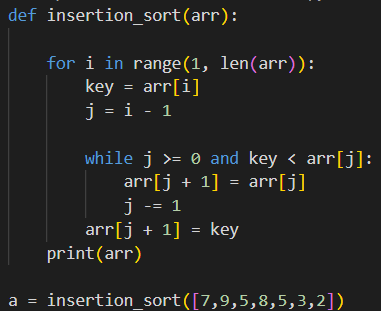 def insertion_sort(arr):
    for i in range(1, len(arr)):
        key = arr[i]
        j = i - 1
        while j >= 0 and key < arr[j]:
            arr[j + 1] = arr[j]
            j -= 1
        arr[j + 1] = key
    print(arr)
a = insertion_sort([7,9,5,8,5,3,2])